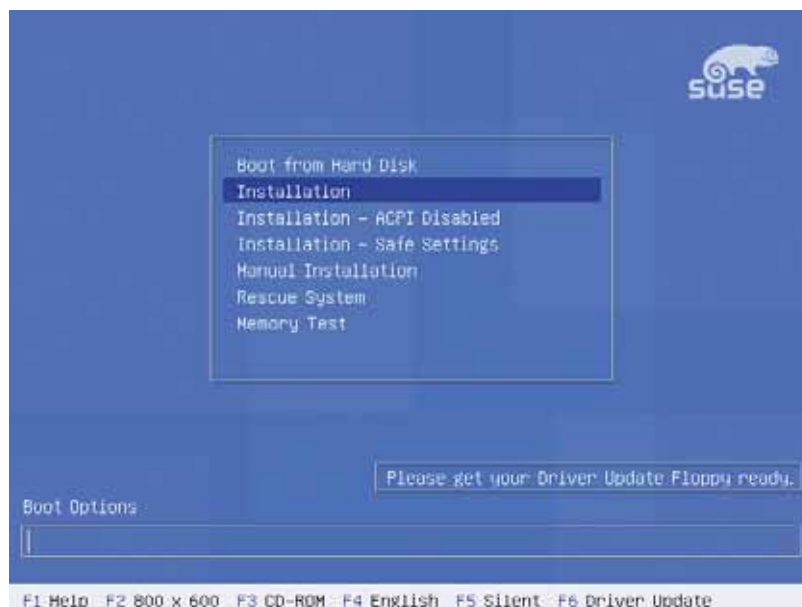 suse
Boot from Hard Disk
Installation
Installation - ACPI Disabled
Installation - Safe Settings
Manual Installation
Rescue System
Memory Test
Please get your Driver Update Floppy ready.
Boot Options
F1 Help F2 800 x 600 F3 CD-ROM F4 English F5 Silent F6 Driver Update